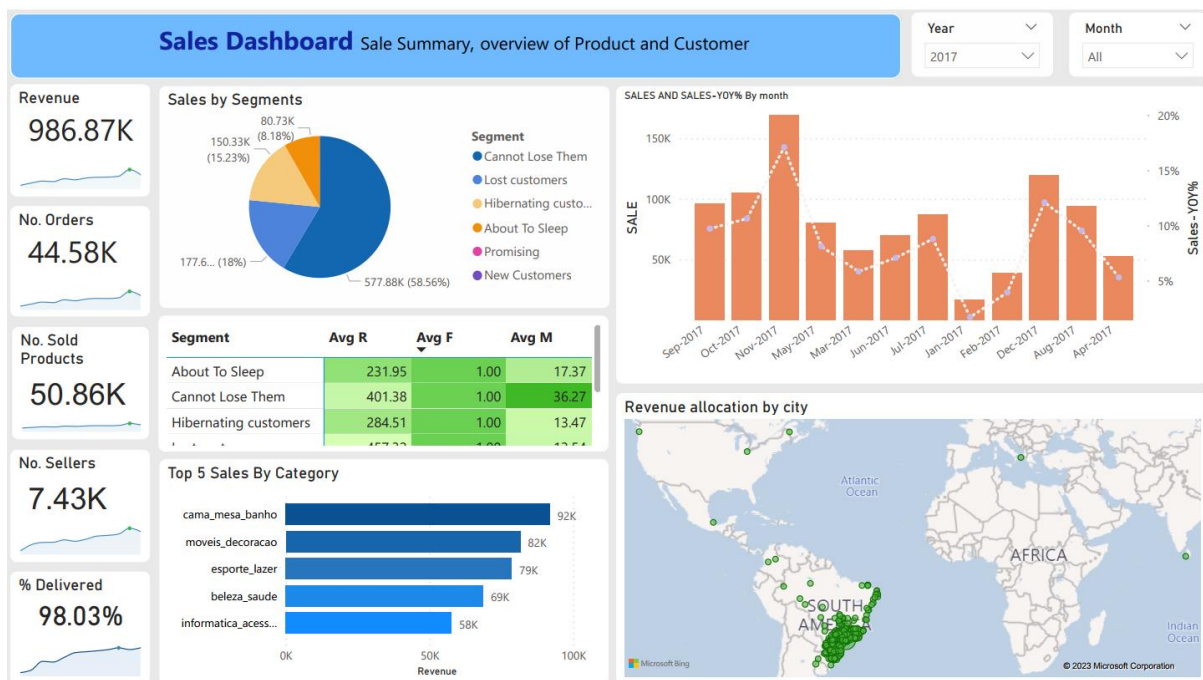 Sales Dashboard Sale Summary, overview of Product and Customer
Year
2017
Month
All
Revenue
986.87K
No. Orders
44.58K
No. Sold
Products
50.86K
No. Sellers
7.43K
% Delivered
98.03%
Sales by Segments
80.73K
(8.18%)
150.33K
(15.23%)
177.6... (18%)
577.88K (58.56%)
Segment
Cannot Lose Them
Lost customers
Hibernating custo...
About To Sleep
Promising
New Customers
Segment Avg R Avg F Avg M
About To Sleep 231.95 1.00 17.37
Cannot Lose Them 401.38 1.00 36.27
Hibernating customers 284.51 1.00 13.47
Top 5 Sales By Category
cama_mesa_banho 92K
moveis_decoracao 82K
esporte_lazer 79K
beleza_saude 69K
informatica_acess... 58K
0K 50K 100K
Revenue
SALES AND SALES-YOY% By month
150K
100K
50K
SALE
20%
15%
10%
5%
Sales - YOY%
Sep-2017 Oct-2017 Nov-2017 May-2017 Mar-2017 Jun-2017 Jul-2017 Jan-2017 Feb-2017 Dec-2017 Aug-2017 Apr-2017
Revenue allocation by city
Atlantic
Ocean
AFRICA
SOUTH
Indian
Ocean
Microsoft Bing
© 2023 Microsoft Corporation